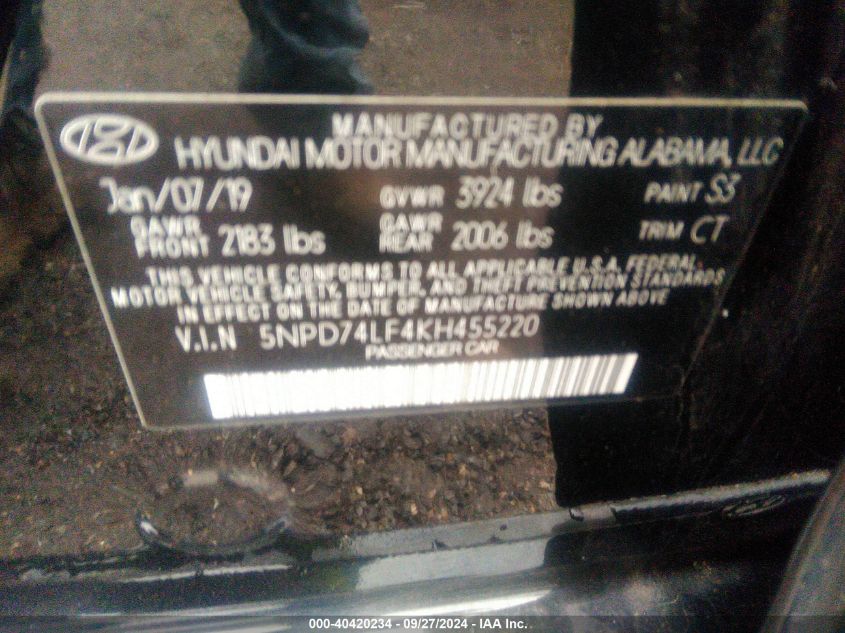 MANUFACTURED BY
HYUNDAI MOTOR MANUFACTURING ALABAMA, LLC
Jan/07/19 GVWR 3924 lbs PAINT S3
GAWR FRONT 2183 lbs GAWR REAR 2006 lbs TRIM CT
THIS VEHICLE CONFORMS TO ALL APPLICABLE U.S.A. FEDERAL
MOTOR VEHICLE SAFETY, BUMPER, AND THEFT PREVENTION STANDARDS
IN EFFECT ON THE DATE OF MANUFACTURE SHOWN ABOVE
V.I.N 5NPD74LF4KH455220
PASSENGER CAR
000-40420234 - 09/27/2024 - IAA Inc.